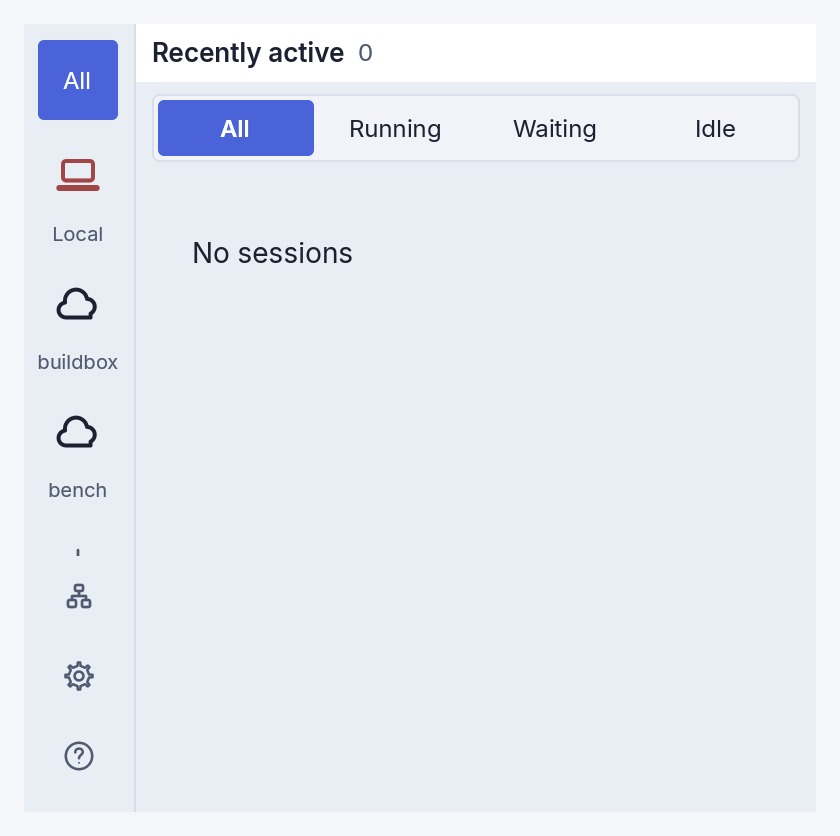 All
Recently active 0
All Running Waiting Idle
Local
No sessions
buildbox
bench